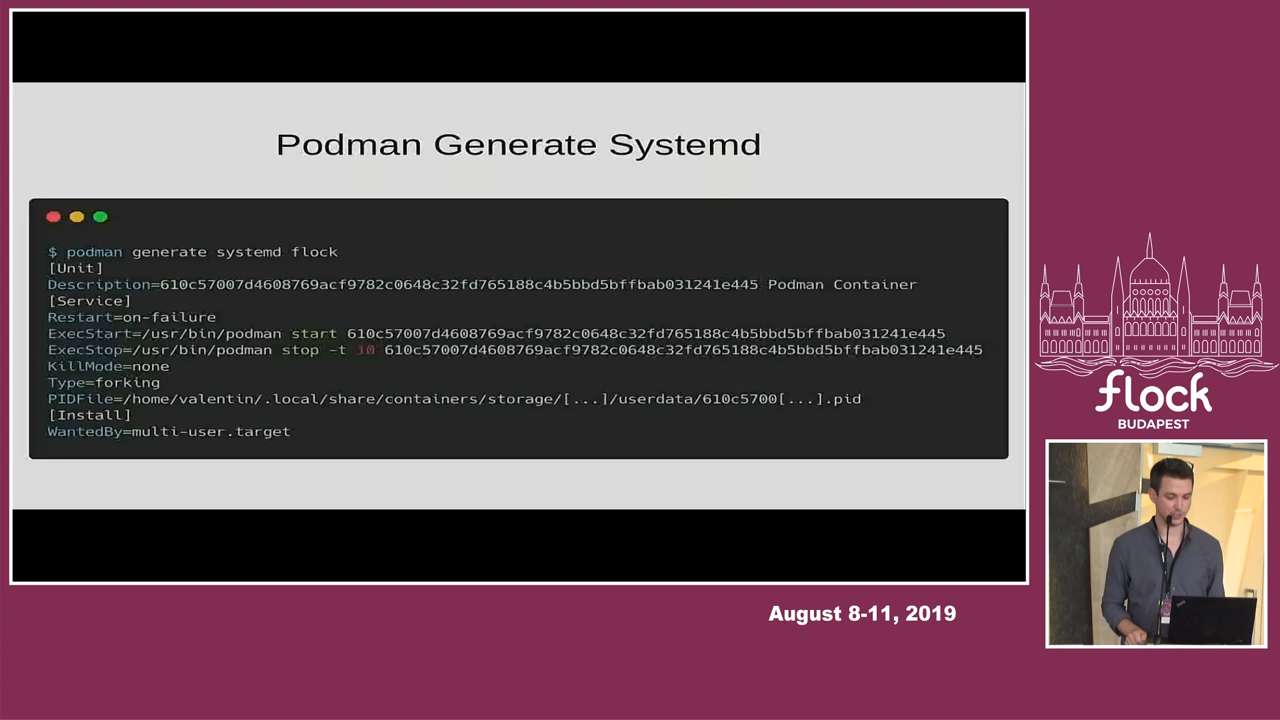 Podman Generate Systemd
$ podman generate systemd flock
[Unit]
Description=610c57007d4608769acf9782c0648c32fd765188c4b5bbd5bffbab031241e445 Podman Container
[Service]
Restart=on-failure
ExecStart=/usr/bin/podman start 610c57007d4608769acf9782c0648c32fd765188c4b5bbd5bffbab031241e445
ExecStop=/usr/bin/podman stop -t 10 610c57007d4608769acf9782c0648c32fd765188c4b5bbd5bffbab031241e445
KillMode=none
Type=forking
PIDFile=/home/valentin/.local/share/containers/storage/[...]/userdata/610c5700[...].pid
[Install]
WantedBy=multi-user.target
flock
BUDAPEST
August 8-11, 2019